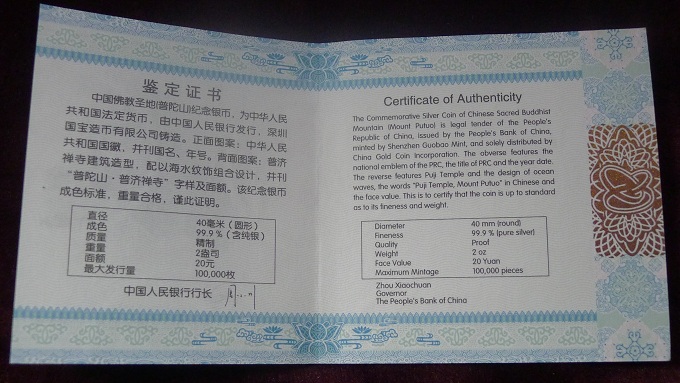 鉴定证书
中国佛教圣地(普陀山)纪念银币，为中华人民
共和国法定货币，由中国人民银行发行，深圳
国宝造币有限公司铸造。正面图案：中华人民
共和国国徽，并刊国名、年号。背面图案：普济
禅寺建筑造型，配以海水纹饰组合设计，并刊
“普陀山·普济禅寺”字样及面额。该纪念银币
成色标准，重量合格，谨此证明。
直径 40毫米（圆形）
成色 99.9％（含纯银）
质量 精制
重量 2盎司
面额 20元
最大发行量 100,000枚
中国人民银行行长
Certificate of Authenticity
The Commemorative Silver Coin of Chinese Sacred Buddhist
Mountain (Mount Putuo) is legal tender of the People's
Republic of China, issued by the People's Bank of China,
minted by Shenzhen Guobao Mint, and solely distributed by
China Gold Coin Incorporation. The obverse features the
national emblem of the PRC, the title of PRC and the year date.
The reverse features Puji Temple and the design of ocean
waves, the words "Puji Temple, Mount Putuo" in Chinese and
the face value. This is to certify that the coin is up to standard
as to its fineness and weight.
Diameter 40 mm (round)
Fineness 99.9 % (pure silver)
Quality Proof
Weight 2 oz
Face Value 20 Yuan
Maximum Mintage 100,000 pieces
Zhou Xiaochuan
Governor
The People's Bank of China